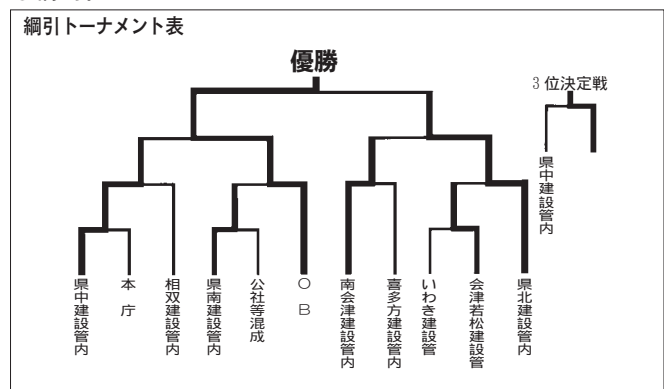 綱引トーナメント表
優勝
3位決定戦
県中建設管内
県中建設管内
本庁
相双建設管内
県南建設管内
公社等混成
OB
南会津建設管内
喜多方建設管内
いわき建設管
会津若松建設管
県北建設管内